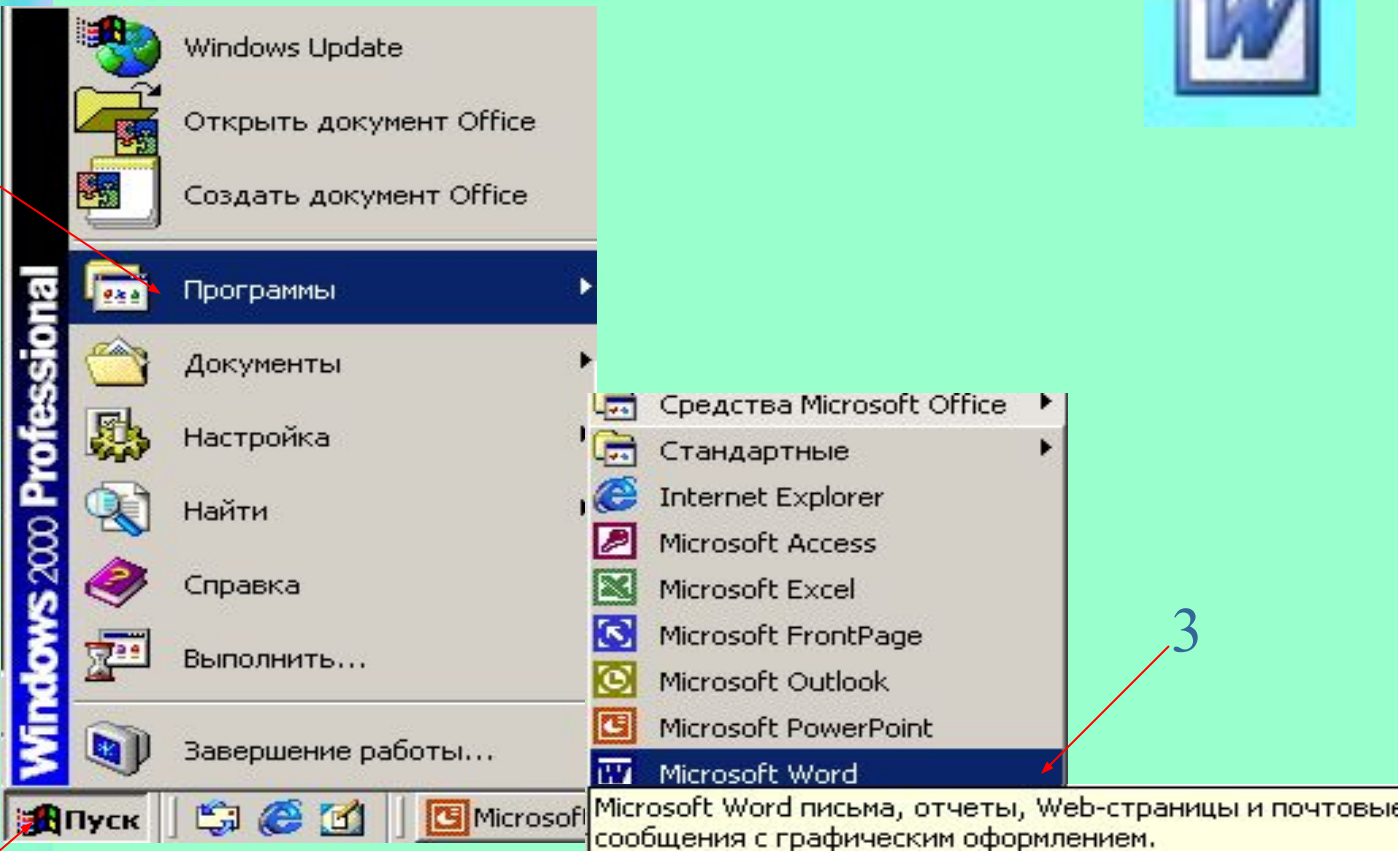 Windows Update
Открыть документ Office
Создать документ Office
Программы
Документы
Настройка
Найти
Справка
Выполнить...
Завершение работы...
Windows 2000 Professional
Средства Microsoft Office
Стандартные
Internet Explorer
Microsoft Access
Microsoft Excel
Microsoft FrontPage
Microsoft Outlook
Microsoft PowerPoint
Microsoft Word
3
Пуск
Microsof
Microsoft Word письма, отчеты, Web-страницы и почтовые
сообщения с графическим оформлением.
W